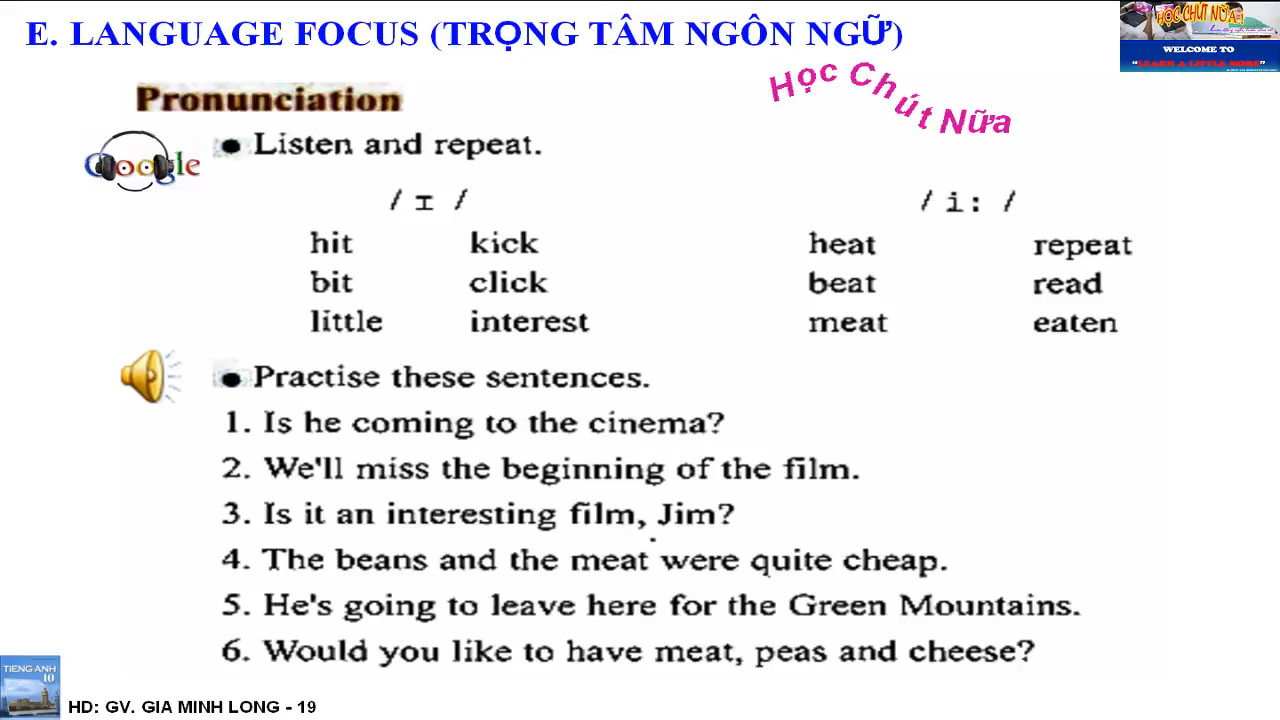 E. LANGUAGE FOCUS (TRỌNG TÂM NGÔN NGỮ)
HỌC CHÚT NỮA!
WELCOME TO
"LEARN A LITTLE MORE"
Học Chút Nữa
Pronunciation
Google
• Listen and repeat.
/ɪ/ /i:/
hit kick heat repeat
bit click beat read
little interest meat eaten
• Practise these sentences.
1. Is he coming to the cinema?
2. We'll miss the beginning of the film.
3. Is it an interesting film, Jim?
4. The beans and the meat were quite cheap.
5. He's going to leave here for the Green Mountains.
6. Would you like to have meat, peas and cheese?
TIẾNG ANH
10
HD: GV. GIA MINH LONG - 19